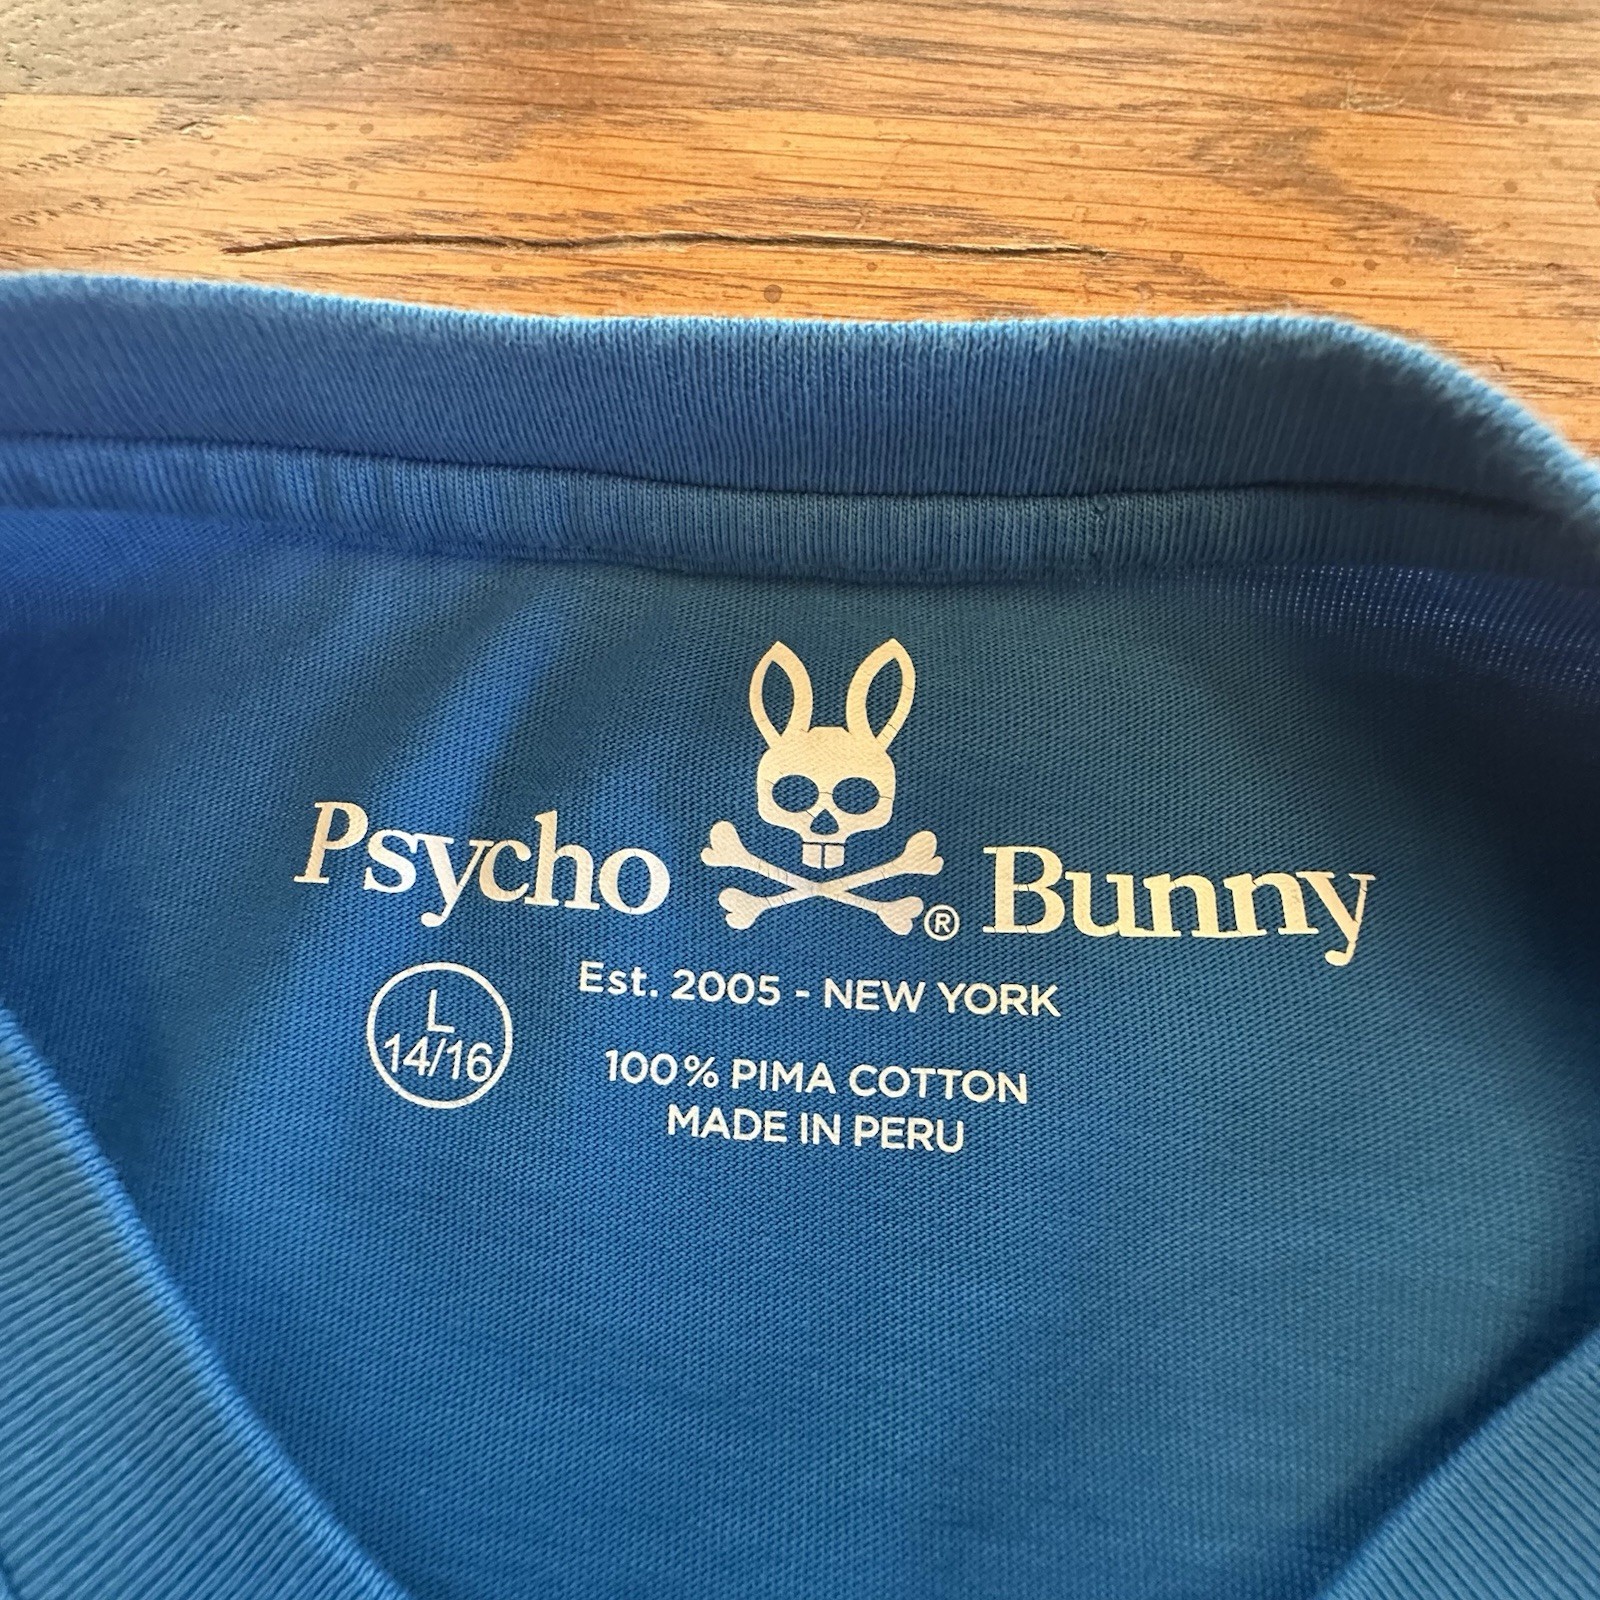 Psycho ® Bunny
Est. 2005 - NEW YORK
L
14/16
100% PIMA COTTON
MADE IN PERU